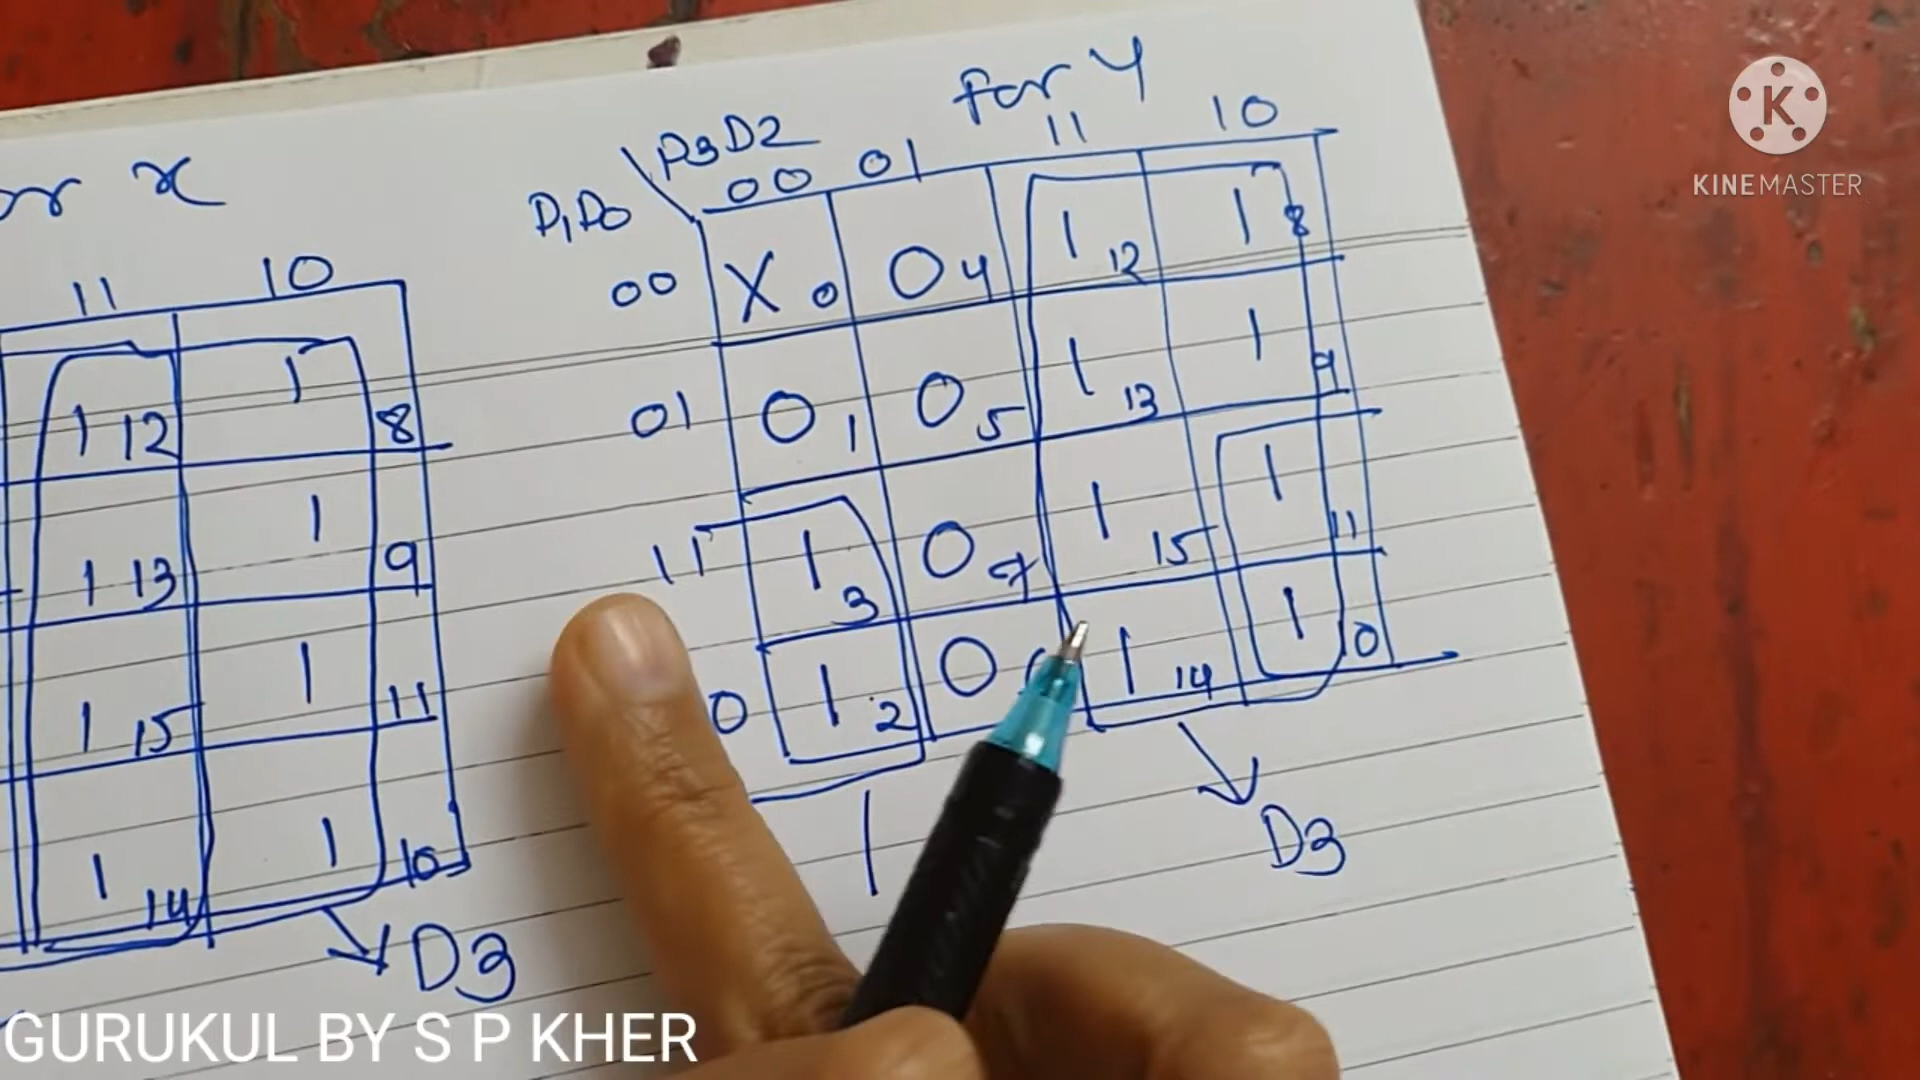 or x
11 10
1 12 1 8
1 13 1 9
1 15 1 11
1 14 1 10
D3
For Y
D3D2
D1D0
00 01 11 10
00 X 0 0 4 1 12 1 8
01 0 1 0 5 1 13 1 9
11 1 3 0 7 1 15 1 11
0 1 2 0 1 14 1 10
D3
K
KINEMASTER
GURUKUL BY S P KHER